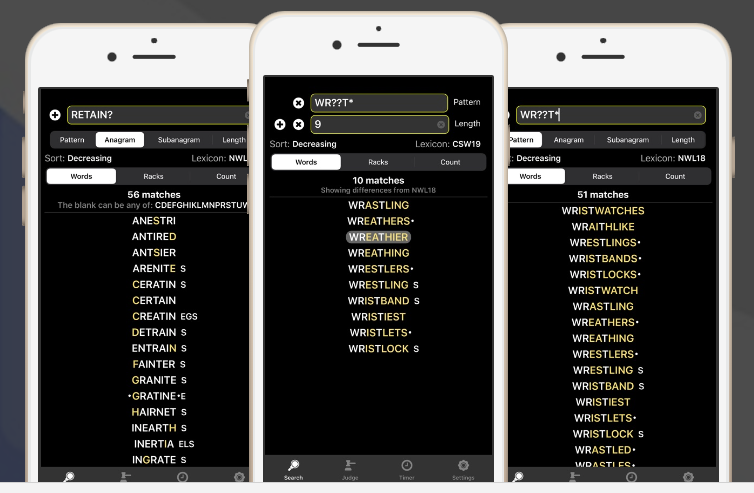 RETAIN?
Pattern Anagram Subanagram Length
Sort: Decreasing Lexicon: NWL
Words Racks Count
56 matches
The blank can be any of: CDEFGHIKLMNPRSTUV
ANESTRI
ANTIRED
ANTSIER
ARENITE S
CERATIN S
CERTAIN
CREATIN EGS
DETRAIN S
ENTRAIN S
FAINTER S
GRANITE S
·GRATINE·E
HAIRNET S
INEARTH S
INERTIA ELS
INGRATE S
WR??T* Pattern
9 Length
Sort: Decreasing Lexicon: CSW19
Words Racks Count
10 matches
Showing differences from NWL18
WRASTLING
WREATHERS·
WREATHIER
WREATHING
WRESTLERS·
WRESTLING S
WRISTBAND S
WRISTIEST
WRISTLETS·
WRISTLOCK S
Search Judge Timer Settings
WR??T*
Pattern Anagram Subanagram Length
: Decreasing Lexicon: NWL18
Words Racks Count
51 matches
WRISTWATCHES
WRAITHLIKE
WRESTLINGS·
WRISTBANDS·
WRISTLOCKS·
WRISTWATCH
WRASTLING
WREATHERS·
WREATHING
WRESTLERS·
WRESTLING S
WRISTBAND S
WRISTIEST
WRISTLETS·
WRISTLOCK S
WRASTLED·
WRASTLES·